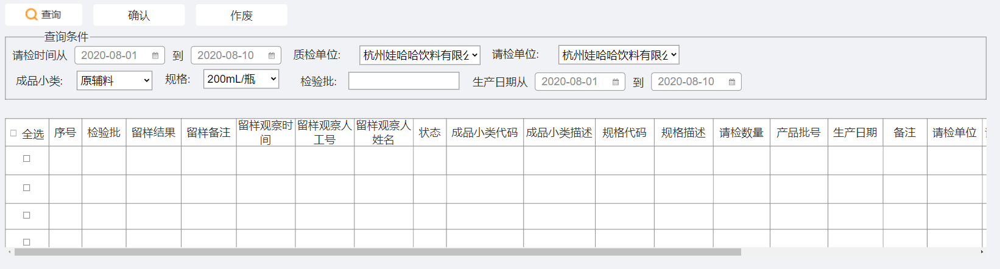 查询 确认 作废
查询条件
请检时间从 2020-08-01 到 2020-08-10 质检单位: 杭州娃哈哈饮料有限公 请检单位: 杭州娃哈哈饮料有限公
成品小类: 原辅料 规格: 200mL/瓶 检验批: 生产日期从 2020-08-01 到 2020-08-10
全选 序号 检验批 留样结果 留样备注 留样观察时间 留样观察人工号 留样观察人姓名 状态 成品小类代码 成品小类描述 规格代码 规格描述 请检数量 产品批号 生产日期 备注 请检单位